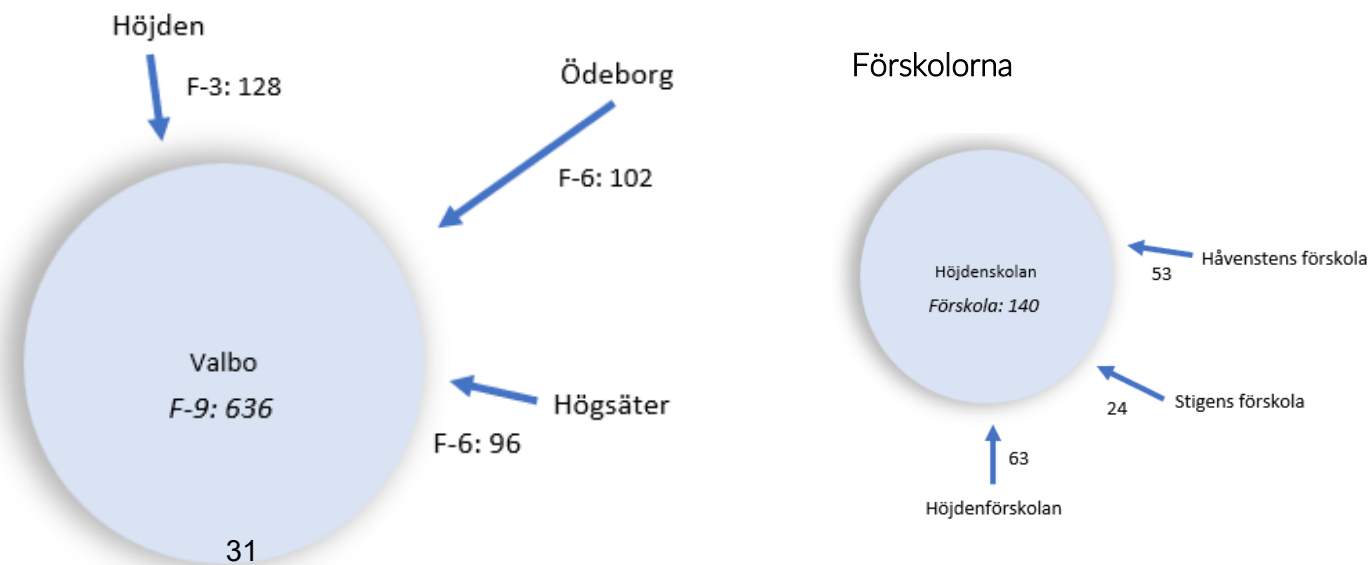 Höjden
F-3: 128
Ödeborg
F-6: 102
Valbo
F-9: 636
Högsäter
F-6: 96
31
Förskolorna
Höjdenskolan
Förskola: 140
Håvenstens förskola
53
Stigens förskola
24
63
Höjdenförskolan